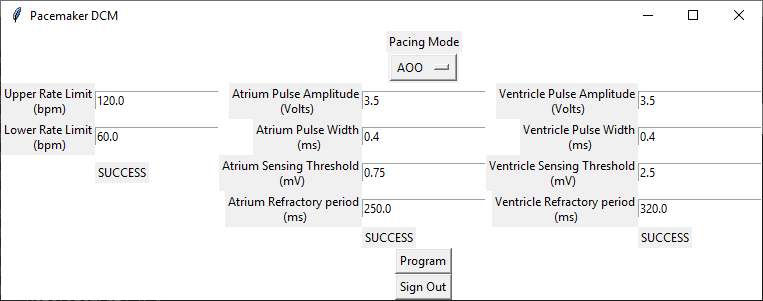 Pacemaker DCM
Pacing Mode
AOO
Upper Rate Limit
(bpm)
120.0
Atrium Pulse Amplitude
(Volts)
3.5
Ventricle Pulse Amplitude
(Volts)
3.5
Lower Rate Limit
(bpm)
60.0
Atrium Pulse Width
(ms)
0.4
Ventricle Pulse Width
(ms)
0.4
SUCCESS
Atrium Sensing Threshold
(mV)
0.75
Ventricle Sensing Threshold
(mV)
2.5
Atrium Refractory period
(ms)
250.0
Ventricle Refractory period
(ms)
320.0
SUCCESS
SUCCESS
Program
Sign Out